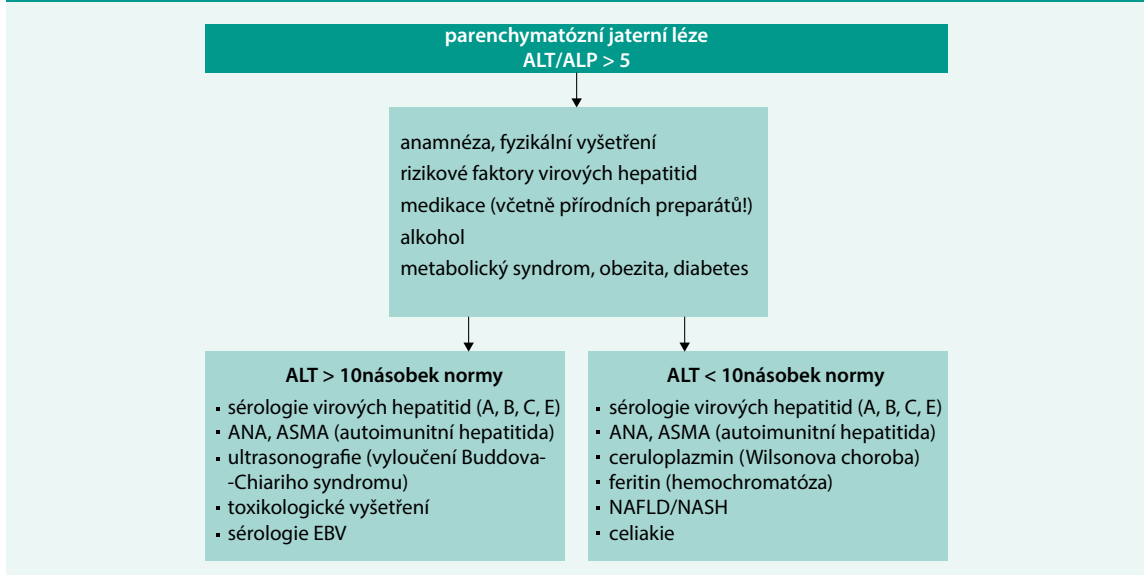 parenchymatózní jaterní léze
ALT/ALP > 5
anamnéza, fyzikální vyšetření
rizikové faktory virových hepatitid
medikace (včetně přírodních preparátů!)
alkohol
metabolický syndrom, obezita, diabetes
ALT > 10násobek normy
▪ sérologie virových hepatitid (A, B, C, E)
▪ ANA, ASMA (autoimunitní hepatitida)
▪ ultrasonografie (vyloučení Buddova-
-Chiariho syndromu)
▪ toxikologické vyšetření
▪ sérologie EBV
ALT < 10násobek normy
▪ sérologie virových hepatitid (A, B, C, E)
▪ ANA, ASMA (autoimunitní hepatitida)
▪ ceruloplazmin (Wilsonova choroba)
▪ feritin (hemochromatóza)
▪ NAFLD/NASH
▪ celiakie